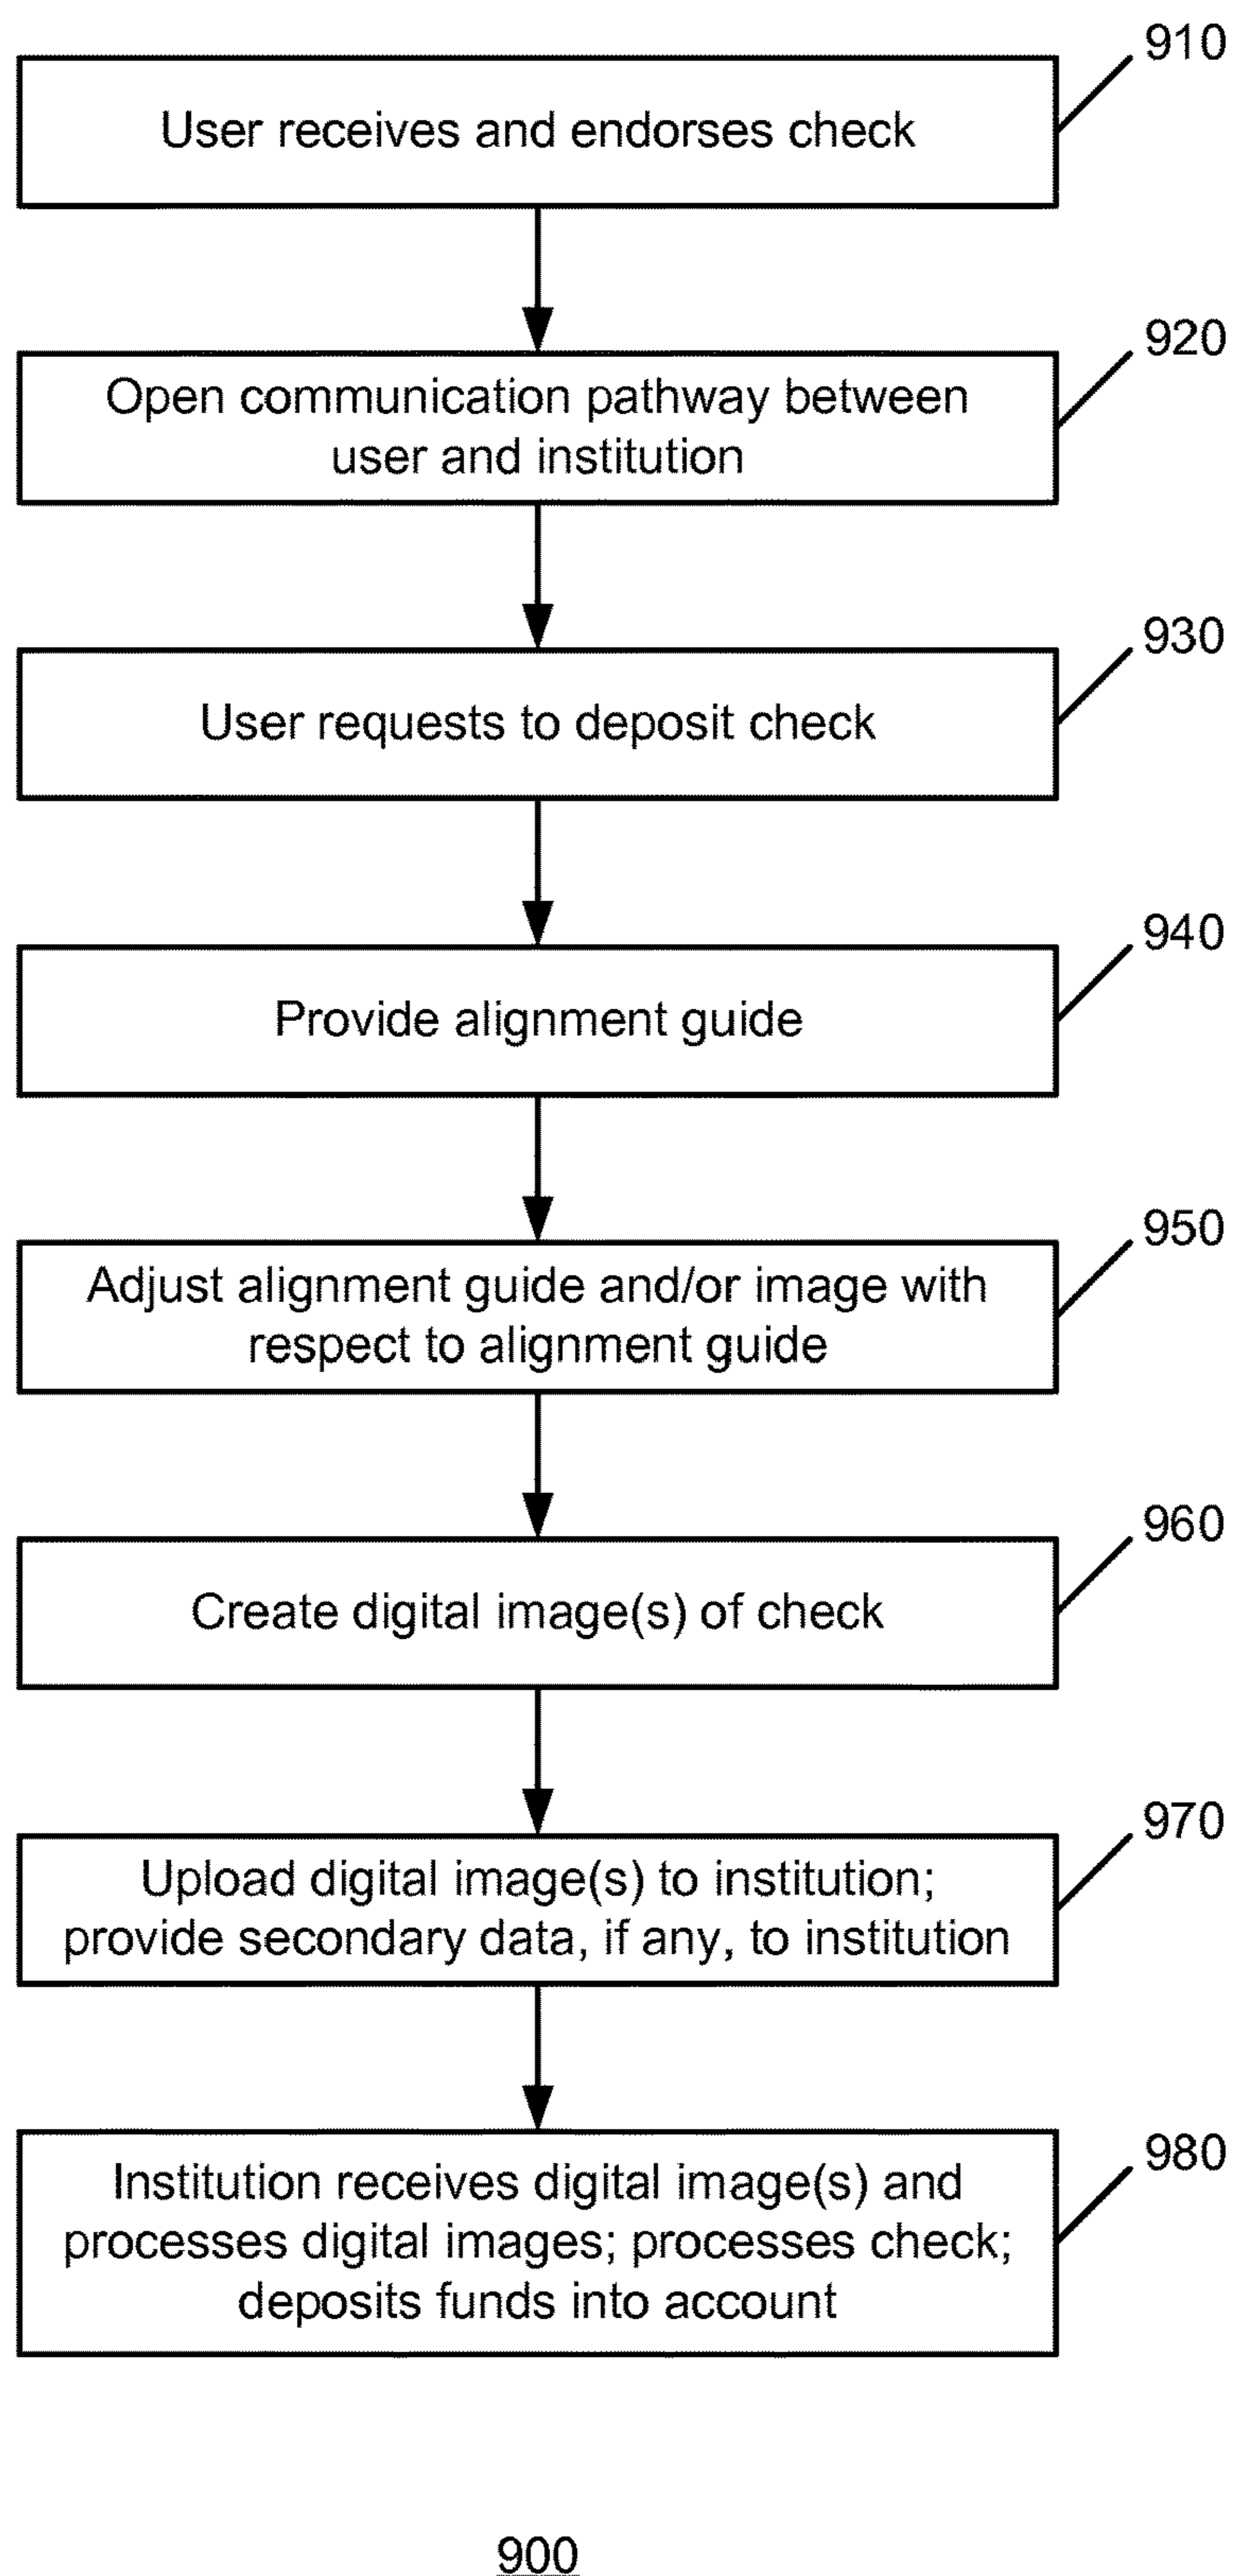 910
User receives and endorses check
920
Open communication pathway between
user and institution
930
User requests to deposit check
940
Provide alignment guide
950
Adjust alignment guide and/or image with
respect to alignment guide
960
Create digital image(s) of check
970
Upload digital image(s) to institution;
provide secondary data, if any, to institution
980
Institution receives digital image(s) and
processes digital images; processes check;
deposits funds into account
900